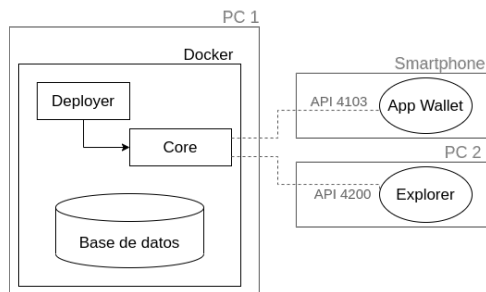 PC 1
Docker
Deployer
Core
Base de datos
Smartphone
API 4103
App Wallet
PC 2
API 4200
Explorer